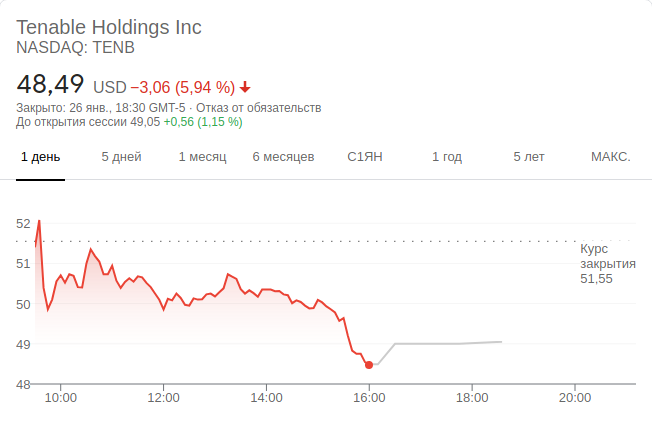 Tenable Holdings Inc
NASDAQ: TENB
48,49 USD −3,06 (5,94 %)
Закрыто: 26 янв., 18:30 GMT-5 · Отказ от обязательств
До открытия сессии 49,05 +0,56 (1,15 %)
1 день 5 дней 1 месяц 6 месяцев С1ЯН 1 год 5 лет МАКС.
52
51
50
49
48
Курс
закрытия
51,55
10:00 12:00 14:00 16:00 18:00 20:00